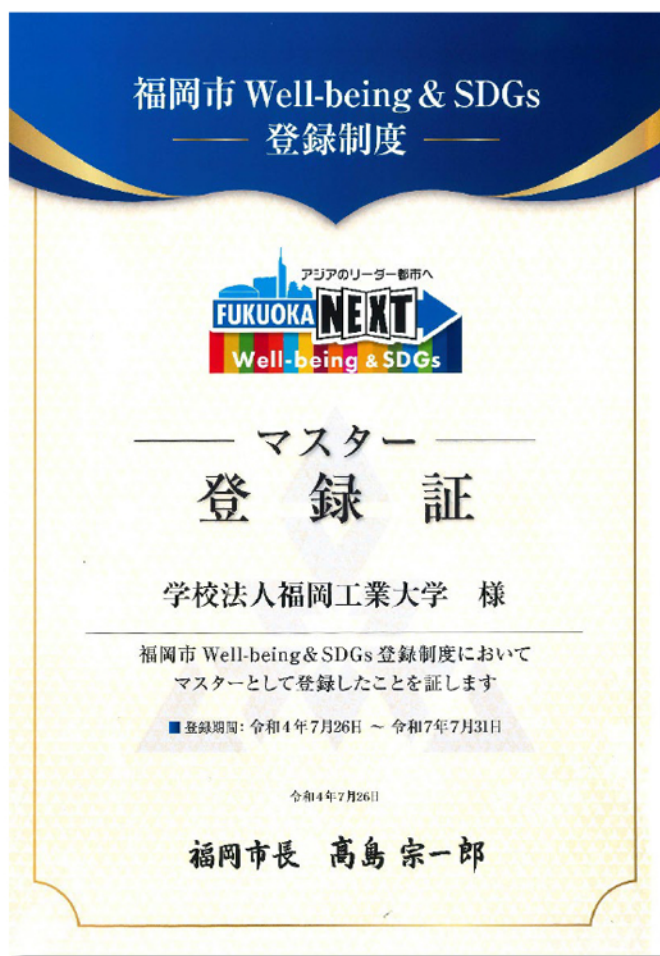 福岡市 Well-being & SDGs
登録制度
アジアのリーダー都市へ
FUKUOKA NEXT
Well-being & SDGs
マスター
登録証
学校法人福岡工業大学　様
福岡市 Well-being&SDGs 登録制度において
マスターとして登録したことを証します
■登録期間：令和4年7月26日 ～ 令和7年7月31日
令和4年7月26日
福岡市長　髙島 宗一郎